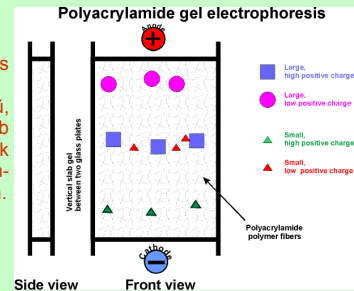 Polyacrylamide gel electrophoresis
Anode
+
s
ű,
b
k
n-
n.
Vertical slab gel
between two glass plates
Large,
high positive charge
Large,
low positive charge
Small,
high positive charge
Small,
low positive charge
Polyacrylamide
polymer fibers
Cathode
−
Side view
Front view